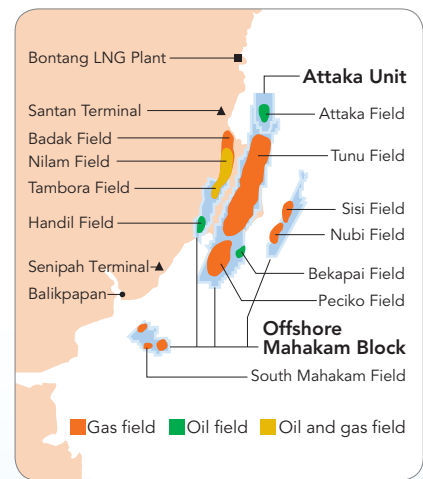 Bontang LNG Plant
Attaka Unit
Santan Terminal
Attaka Field
Badak Field
Nilam Field
Tunu Field
Tambora Field
Sisi Field
Handil Field
Nubi Field
Senipah Terminal
Bekapai Field
Balikpapan
Peciko Field
Offshore
Mahakam Block
South Mahakam Field
Gas field
Oil field
Oil and gas field